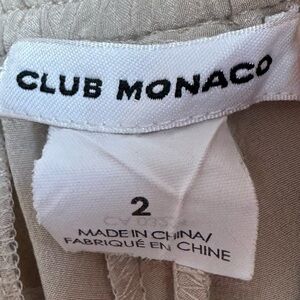 CLUB MONACO
2
MADE IN CHINA/
FABRIQUÉ EN CHINE